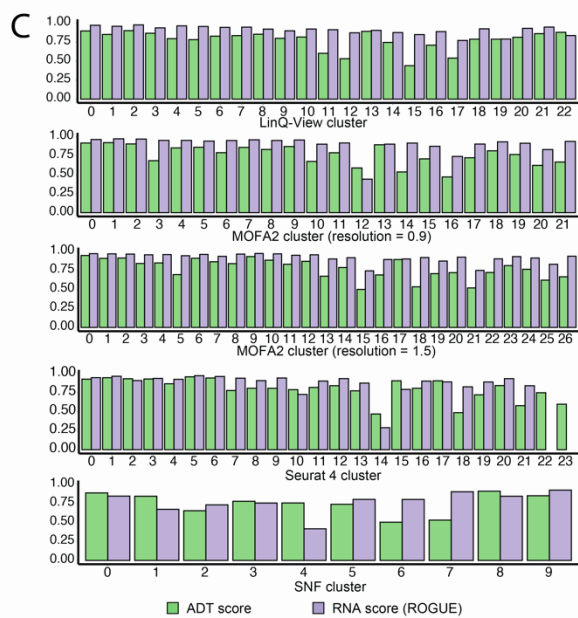 C
1.00
0.75
0.50
0.25
0.00
0 1 2 3 4 5 6 7 8 9 10 11 12 13 14 15 16 17 18 19 20 21 22
LinQ-View cluster
1.00
0.75
0.50
0.25
0.00
0 1 2 3 4 5 6 7 8 9 10 11 12 13 14 15 16 17 18 19 20 21
MOFA2 cluster (resolution = 0.9)
1.00
0.75
0.50
0.25
0.00
0 1 2 3 4 5 6 7 8 9 10 11 12 13 14 15 16 17 18 19 20 21 22 23 24 25 26
MOFA2 cluster (resolution = 1.5)
1.00
0.75
0.50
0.25
0.00
0 1 2 3 4 5 6 7 8 9 10 11 12 13 14 15 16 17 18 19 20 21 22 23
Seurat 4 cluster
1.00
0.75
0.50
0.25
0.00
0 1 2 3 4 5 6 7 8 9
SNF cluster
ADT score RNA score (ROGUE)